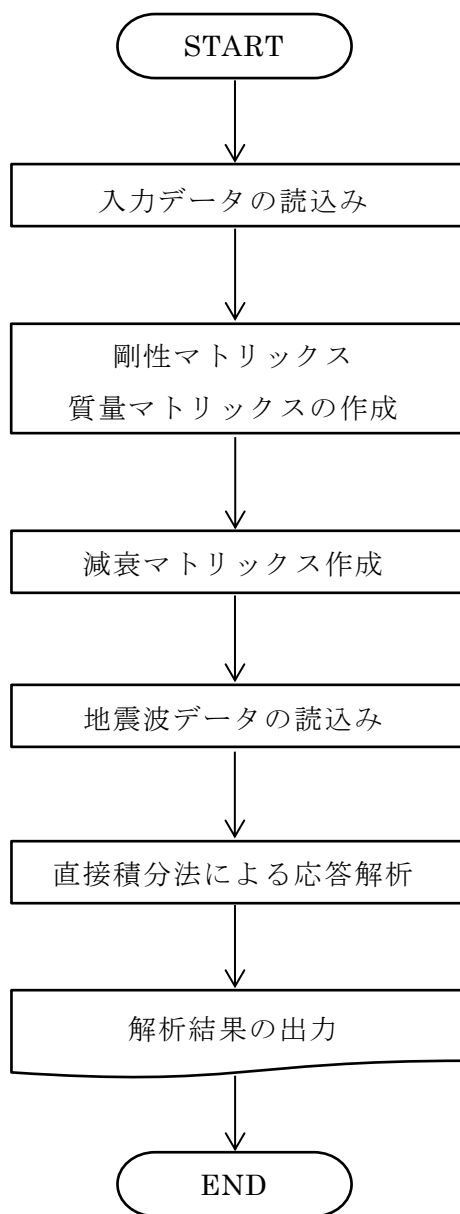 START
入力データの読込み
剛性マトリックス
質量マトリックスの作成
減衰マトリックス作成
地震波データの読込み
直接積分法による応答解析
解析結果の出力
END